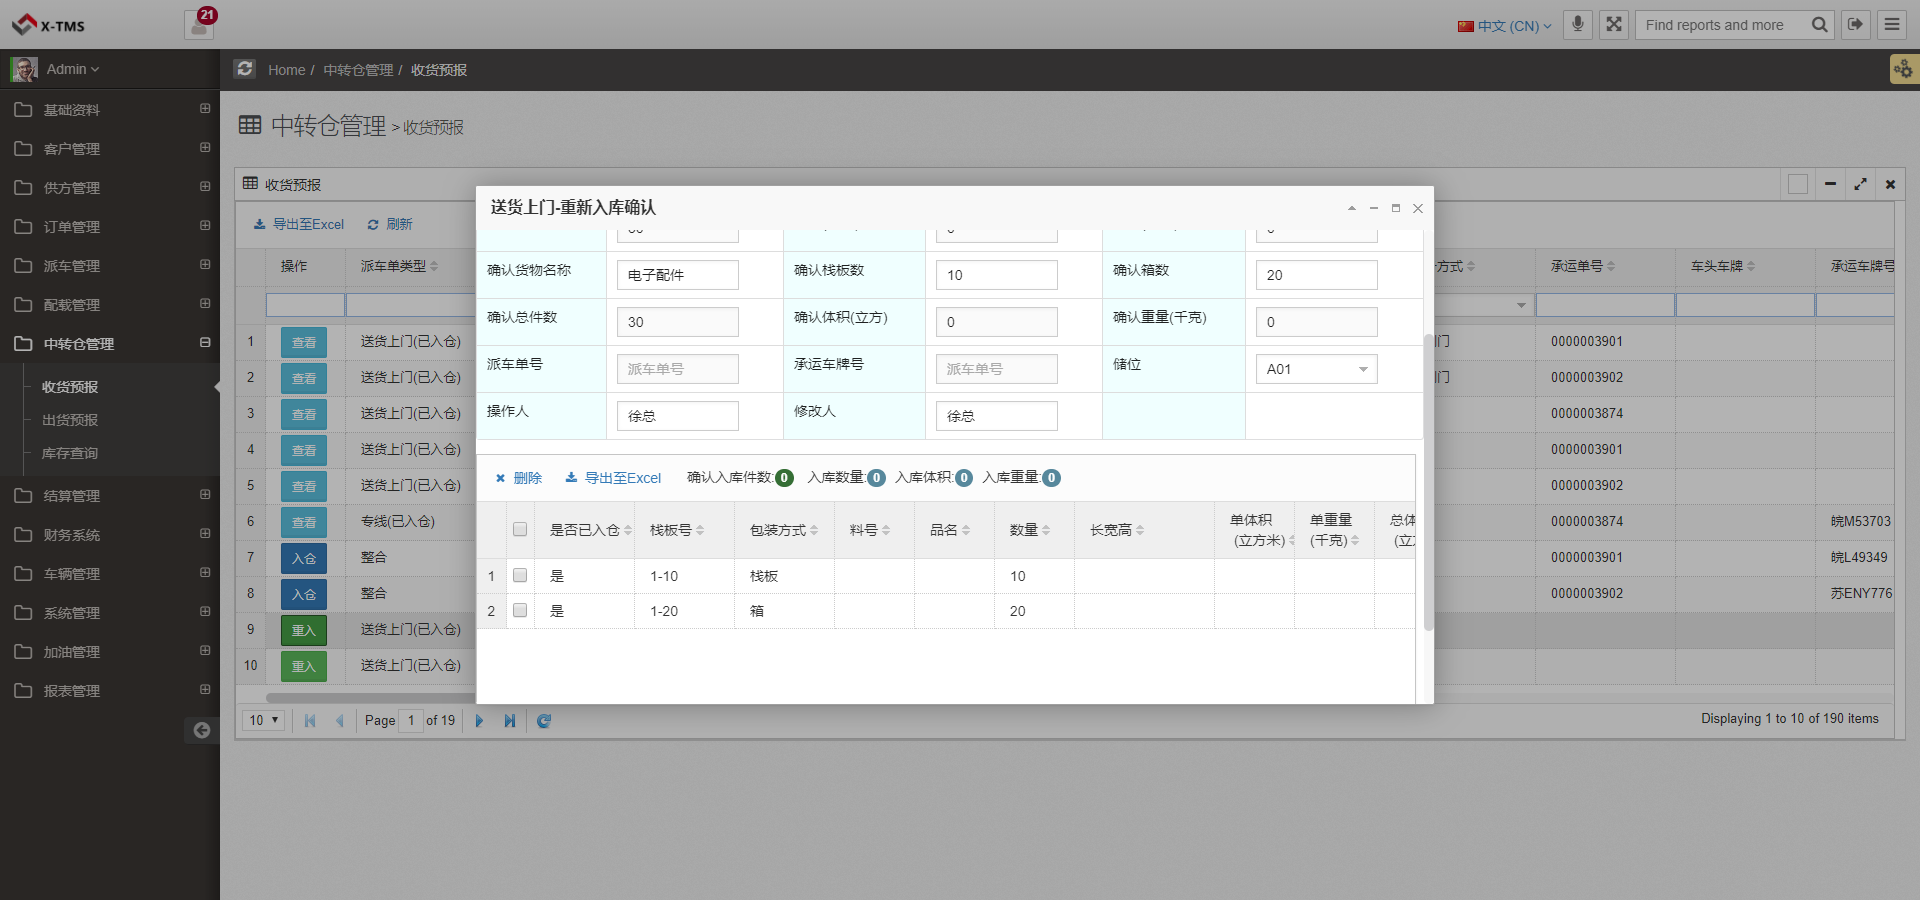 X-TMS
21
中文 (CN)
Find reports and more
Admin
Home / 中转仓管理 / 收货预报
基础资料
客户管理
供方管理
订单管理
派车管理
配载管理
中转仓管理
收货预报
出货预报
库存查询
结算管理
财务系统
车辆管理
系统管理
加油管理
报表管理
中转仓管理 > 收货预报
收货预报
导出至Excel 刷新
操作 派车单类型 方式 承运单号 车头车牌 承运车牌号
1 查看 送货上门(已入仓) 门 0000003901
2 查看 送货上门(已入仓) 门 0000003902
3 查看 送货上门(已入仓) 0000003874
4 查看 送货上门(已入仓) 0000003901
5 查看 送货上门(已入仓) 0000003902
6 查看 专线(已入仓) 0000003874 皖M53703
7 入仓 整合 0000003901 皖L49349
8 入仓 整合 0000003902 苏ENY776
9 重入 送货上门(已入仓)
10 重入 送货上门(已入仓)
10 Page 1 of 19
Displaying 1 to 10 of 190 items
送货上门-重新入库确认
确认货物名称 电子配件 确认栈板数 10 确认箱数 20
确认总件数 30 确认体积(立方) 0 确认重量(千克) 0
派车单号 派车单号 承运车牌号 派车单号 储位 A01
操作人 徐总 修改人 徐总
删除 导出至Excel 确认入库件数:0 入库数量:0 入库体积:0 入库重量:0
是否已入仓 栈板号 包装方式 料号 品名 数量 长宽高 单体积 单重量 总体
(立方米) (千克) (立
1 是 1-10 栈板 10
2 是 1-20 箱 20